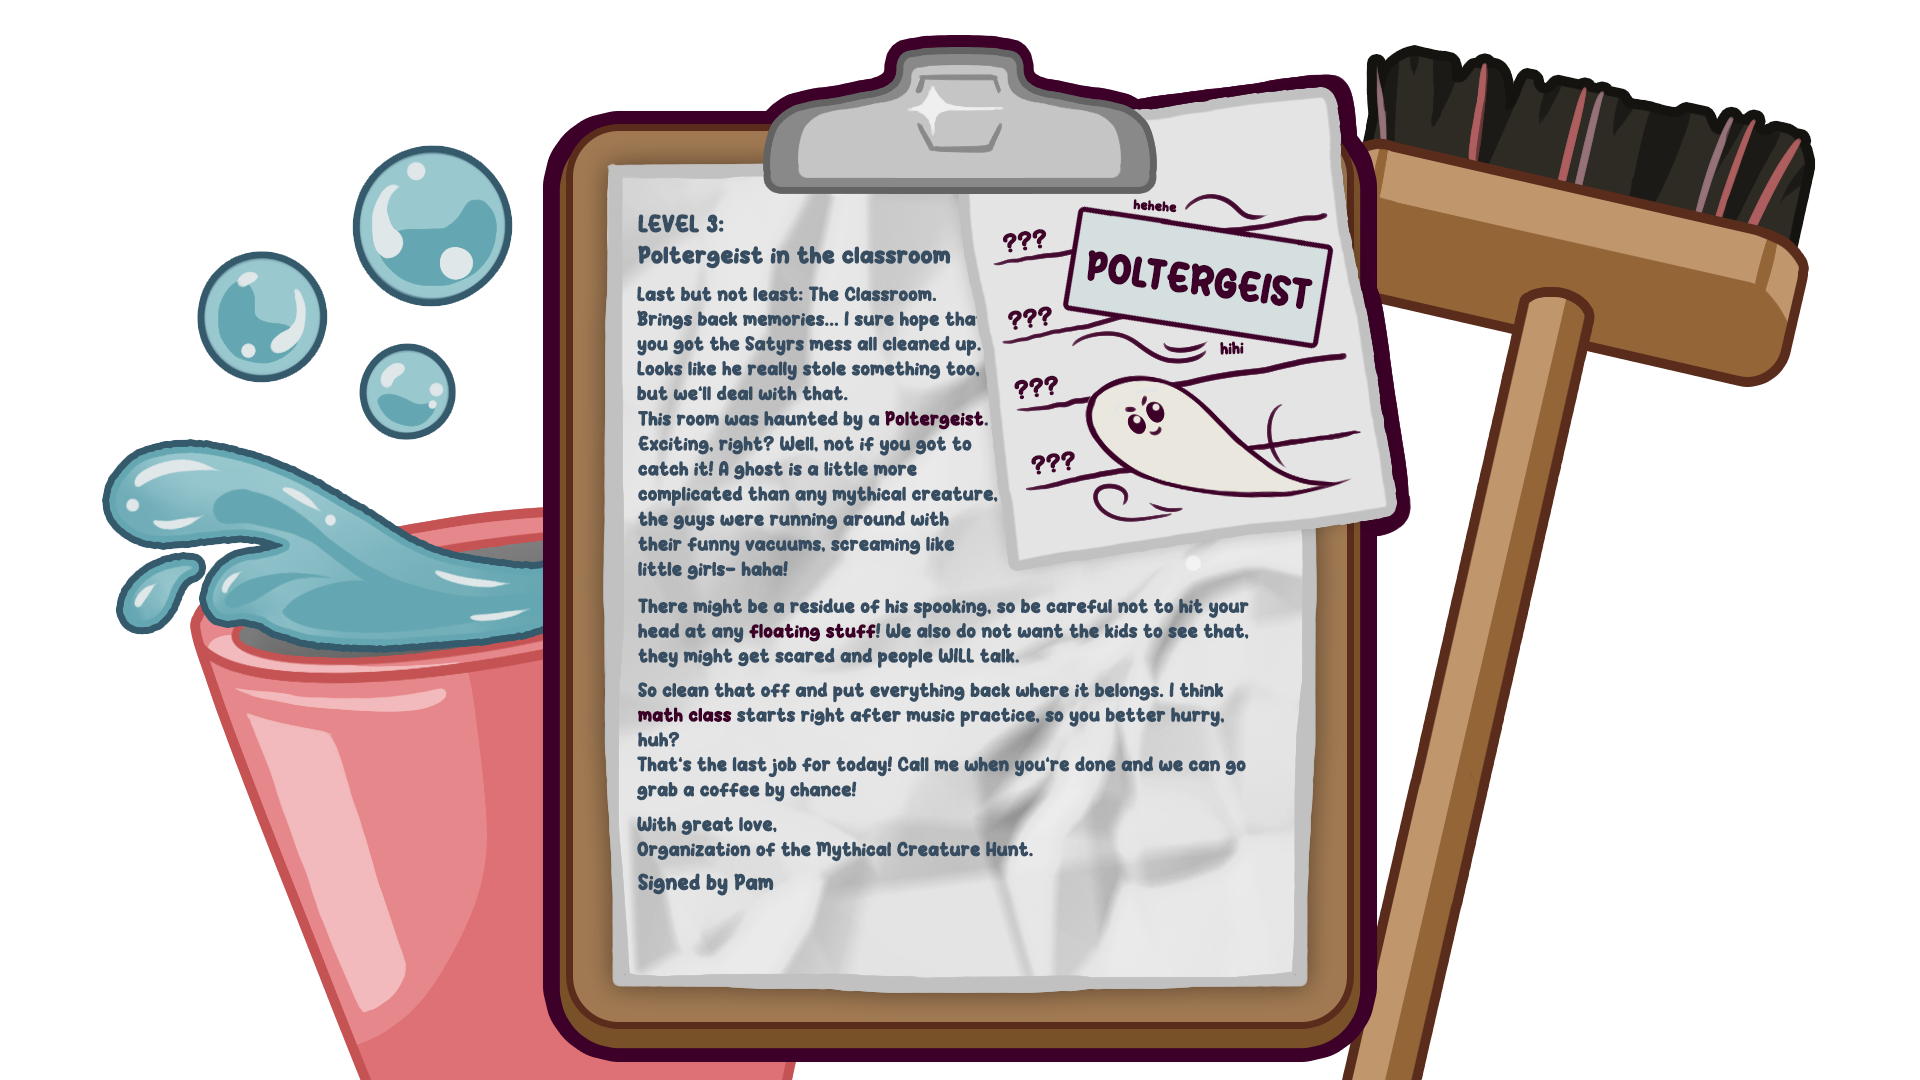 LEVEL 3:
Poltergeist in the classroom
Last but not least: The Classroom.
Brings back memories... I sure hope tha
you got the Satyrs mess all cleaned up.
Looks like he really stole something too,
but we'll deal with that.
This room was haunted by a Poltergeist.
Exciting, right? Well, not if you got to
catch it! A ghost is a little more
complicated than any mythical creature,
the guys were running around with
their funny vacuums, screaming like
little girls- haha!
There might be a residue of his spooking, so be careful not to hit your
head at any floating stuff! We also do not want the kids to see that,
they might get scared and people WILL talk.
So clean that off and put everything back where it belongs. I think
math class starts right after music practice, so you better hurry,
huh?
That's the last job for today! Call me when you're done and we can go
grab a coffee by chance!
With great love,
Organization of the Mythical Creature Hunt.
Signed by Pam
hehehe
???
POLTERGEIST
???
hihi
???
???